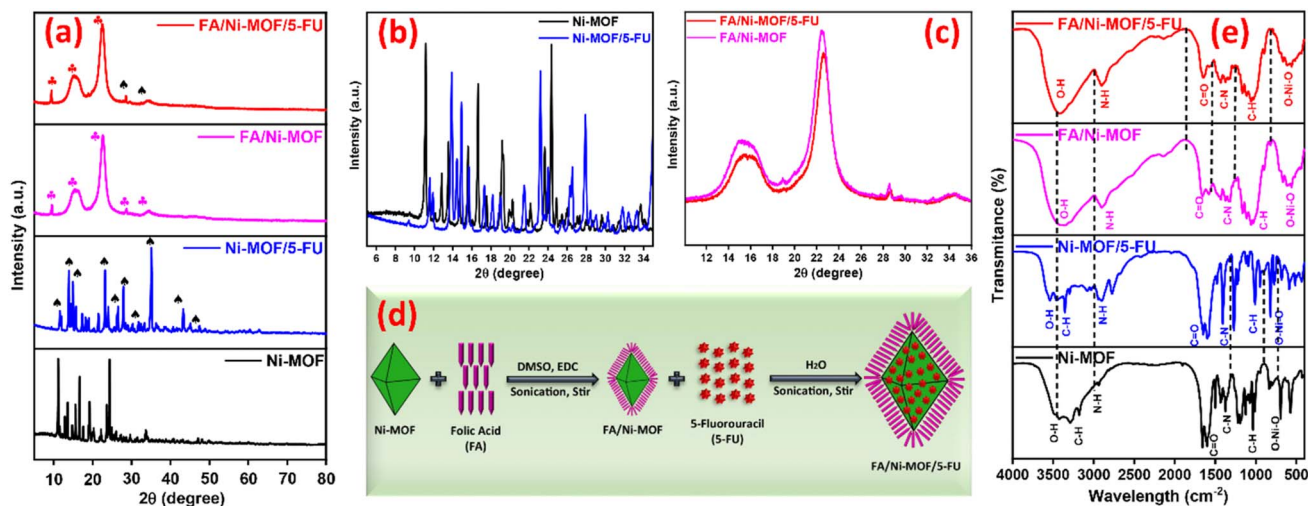 (a)
FA/Ni-MOF/5-FU
♣ ♣ ♣ ♠ ♠
FA/Ni-MOF
♣ ♣ ♣ ♣ ♣
Ni-MOF/5-FU
♠ ♠ ♠ ♠ ♠ ♠ ♠ ♠ ♠ ♠
Ni-MOF
Intensity (a.u.)
10 20 30 40 50 60 70 80
2θ (degree)
(b)
Ni-MOF
Ni-MOF/5-FU
Intensity (a.u.)
6 8 10 12 14 16 18 20 22 24 26 28 30 32 34
2θ (degree)
(c)
FA/Ni-MOF/5-FU
FA/Ni-MOF
Intensity (a.u.)
12 14 16 18 20 22 24 26 28 30 32 34 36
2θ (degree)
(d)
Ni-MOF
Folic Acid
(FA)
DMSO, EDC
Sonication, Stir
FA/Ni-MOF
5-Fluorouracil
(5-FU)
H₂O
Sonication, Stir
FA/Ni-MOF/5-FU
(e)
FA/Ni-MOF/5-FU
O-H N-H C=O C-N C-H O-Ni-O
FA/Ni-MOF
O-H N-H C=O C-N C-H O-Ni-O
Ni-MOF/5-FU
O-H C-H N-H C=O C-N C-H O-Ni-O
Ni-MOF
O-H C-H N-H C=O C-N C-H O-Ni-O
Transmitance (%)
4000 3500 3000 2500 2000 1500 1000 500
Wavelength (cm⁻²)